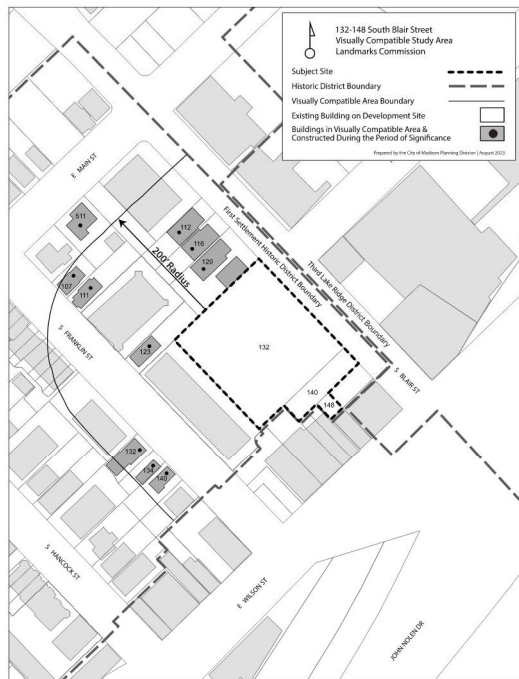 132-148 South Blair Street
Visually Compatible Study Area
Landmarks Commission
Subject Site
Historic District Boundary
Visually Compatible Area Boundary
Existing Building on Development Site
Buildings in Visually Compatible Area &
Constructed During the Period of Significance
Prepared by the City of Madison Planning Division | August 2023
E MAIN ST
511
112
116
120
First Settlement Historic District Boundary
Third Lake Ridge District Boundary
200' Radius
107
111
S FRANKLIN ST
123
132
S BLAIR ST
140
148
132
134
140
S HANCOCK ST
E WILSON ST
JOHN NOLEN DR